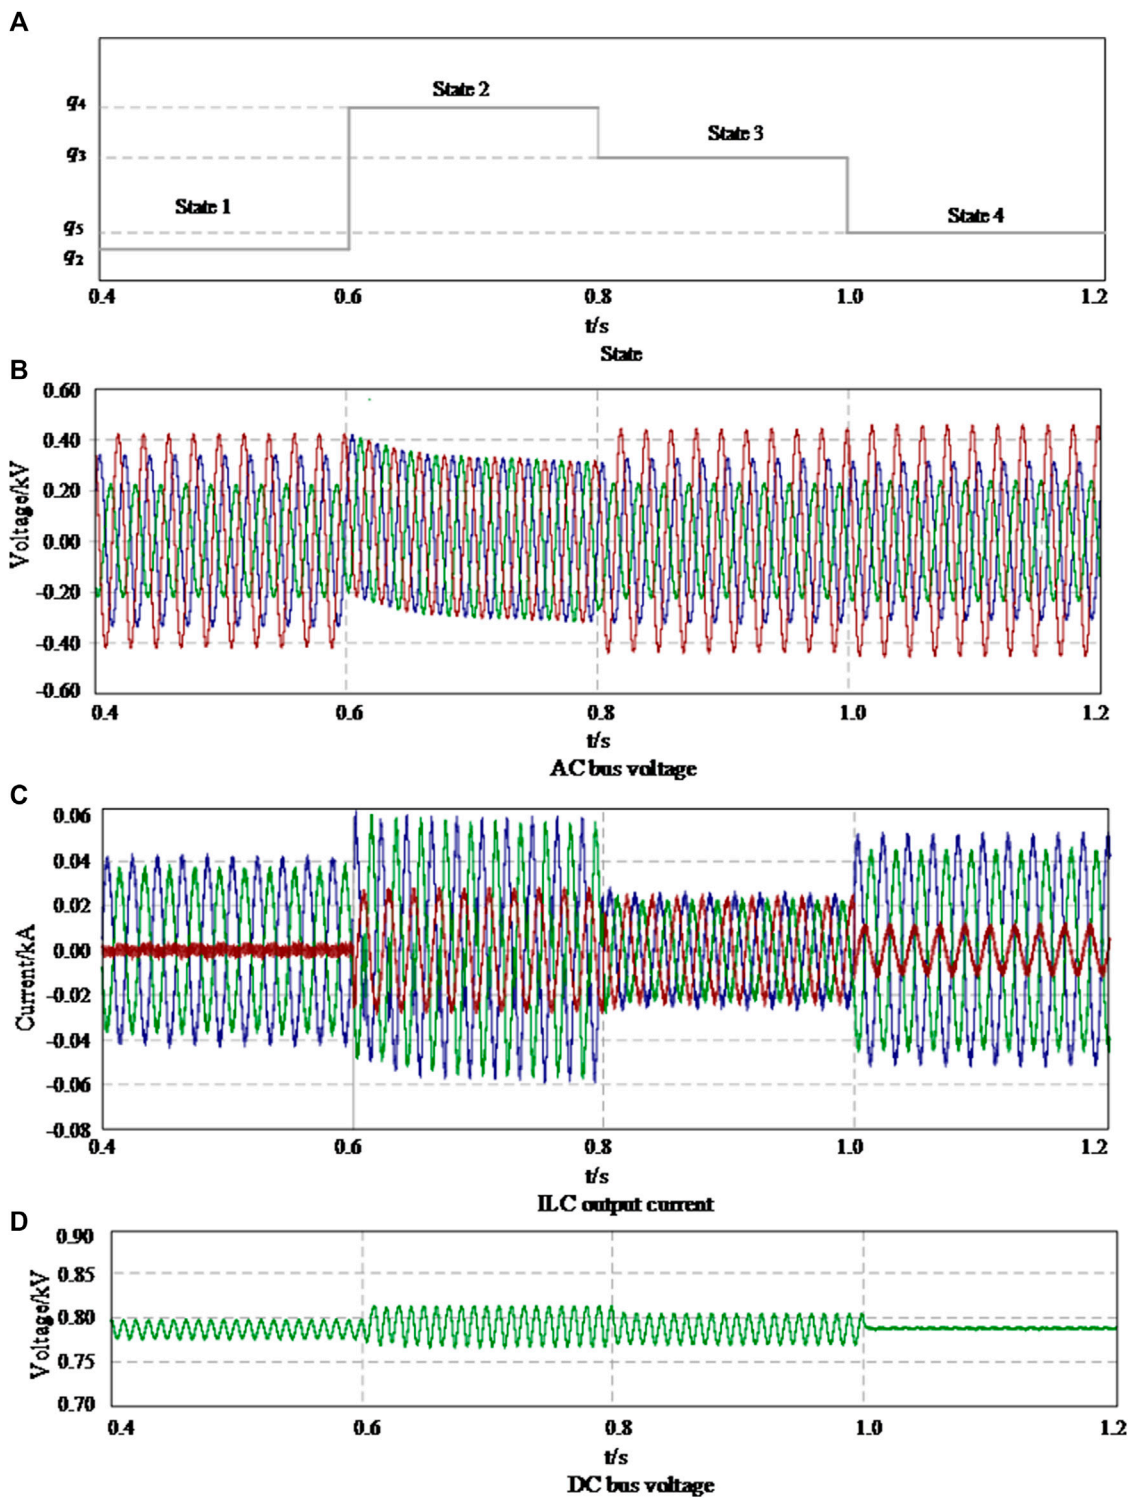 A
State 2
q4
State 3
q3
State 1
q5
State 4
q2
0.4 0.6 0.8 1.0 1.2
t/s
State
B
0.60
0.40
0.20
0.00
-0.20
-0.40
-0.60
Voltage/kV
0.4 0.6 0.8 1.0 1.2
t/s
AC bus voltage
C
0.06
0.04
0.02
0.00
-0.02
-0.04
-0.06
-0.08
Current/kA
0.4 0.6 0.8 1.0 1.2
t/s
ILC output current
D
0.90
0.85
0.80
0.75
0.70
Voltage/kV
0.4 0.6 0.8 1.0 1.2
t/s
DC bus voltage